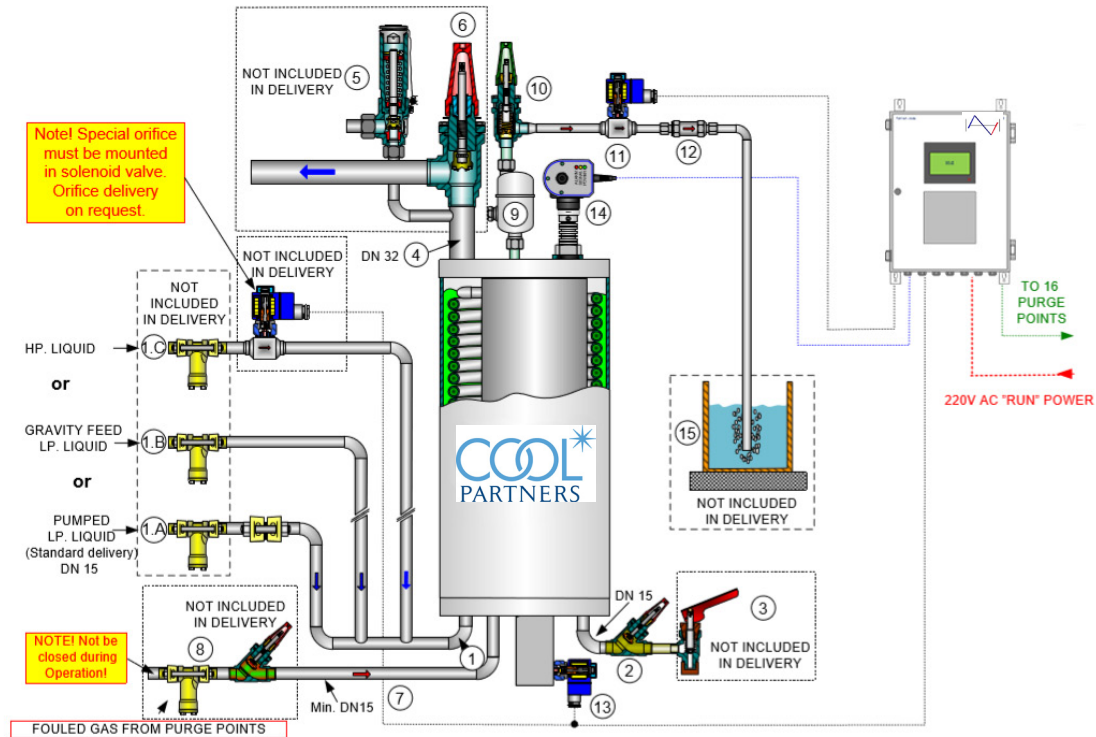 6
5
NOT INCLUDED
IN DELIVERY
10
Note! Special orifice
must be mounted
in solenoid valve.
Orifice delivery
on request.
11
12
9
14
DN 32
4
NOT INCLUDED
IN DELIVERY
NOT
INCLUDED
IN DELIVERY
TO 16
PURGE
POINTS
HP. LIQUID
1.C
or
220V AC "RUN" POWER
GRAVITY FEED
LP. LIQUID
1.B
15
COOL
PARTNERS
or
NOT INCLUDED
IN DELIVERY
PUMPED
LP. LIQUID
(Standard delivery)
DN 15
1.A
NOT INCLUDED
IN DELIVERY
DN 15
3
NOT INCLUDED
IN DELIVERY
NOTE! Not be
closed during
Operation!
8
1
2
Min. DN15
7
13
FOULED GAS FROM PURGE POINTS